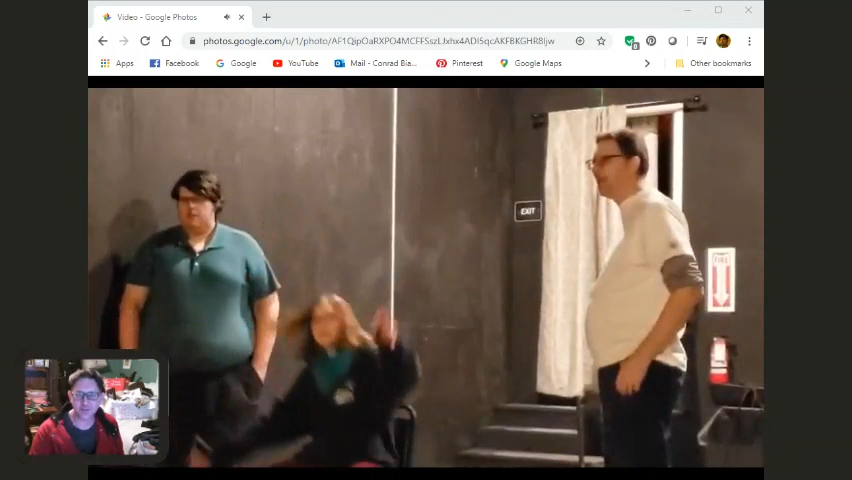 Video - Google Photos
photos.google.com/u/1/photo/AF1QipOaRXPO4MCFFSszLJxhx4ADI5qcAKFBKGHR8ljw
Apps Facebook Google YouTube Mail - Conrad Bia... Pinterest Google Maps Other bookmarks
EXIT
FIRE